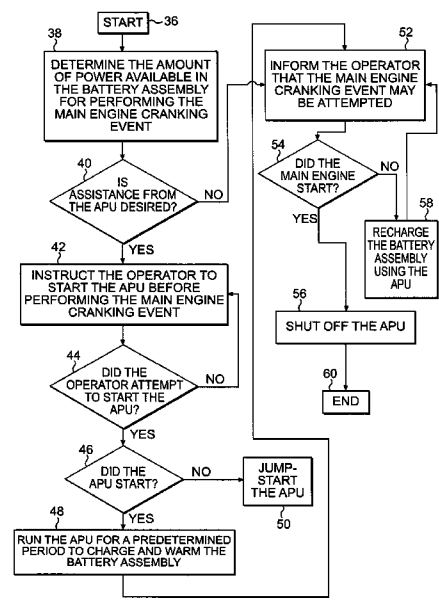 START
36
38
DETERMINE THE AMOUNT
OF POWER AVAILABLE IN
THE BATTERY ASSEMBLY
FOR PERFORMING THE
MAIN ENGINE CRANKING
EVENT
40
IS
ASSISTANCE FROM
THE APU DESIRED?
NO
YES
42
INSTRUCT THE OPERATOR TO
START THE APU BEFORE
PERFORMING THE MAIN ENGINE
CRANKING EVENT
44
DID THE
OPERATOR ATTEMPT
TO START THE
APU?
NO
YES
46
DID THE
APU START?
NO
YES
JUMP-
START
THE APU
50
48
RUN THE APU FOR A PREDETERMINED
PERIOD TO CHARGE AND WARM THE
BATTERY ASSEMBLY
52
INFORM THE OPERATOR
THAT THE MAIN ENGINE
CRANKING EVENT MAY
BE ATTEMPTED
54
DID THE
MAIN ENGINE
START?
NO
YES
58
RECHARGE
THE BATTERY
ASSEMBLY
USING THE
APU
56
SHUT OFF THE APU
60
END